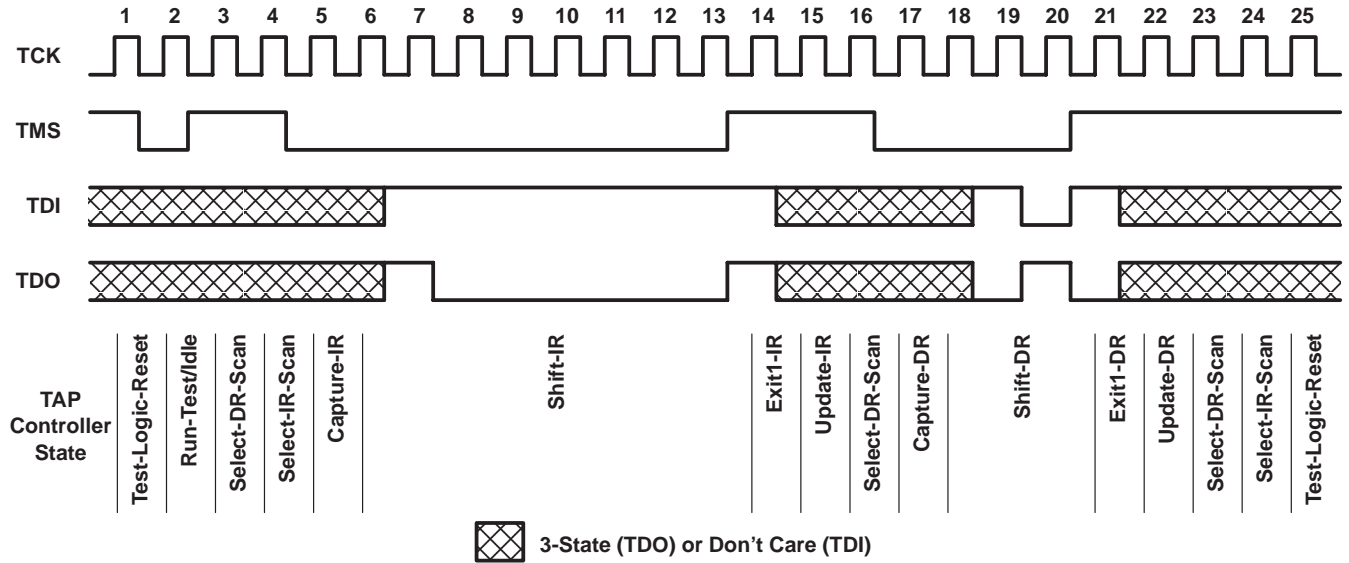 1 2 3 4 5 6 7 8 9 10 11 12 13 14 15 16 17 18 19 20 21 22 23 24 25
TCK
TMS
TDI
TDO
TAP
Controller
State
Test-Logic-Reset
Run-Test/Idle
Select-DR-Scan
Select-IR-Scan
Capture-IR
Shift-IR
Exit1-IR
Update-IR
Select-DR-Scan
Capture-DR
Shift-DR
Exit1-DR
Update-DR
Select-DR-Scan
Select-IR-Scan
Test-Logic-Reset
3-State (TDO) or Don't Care (TDI)